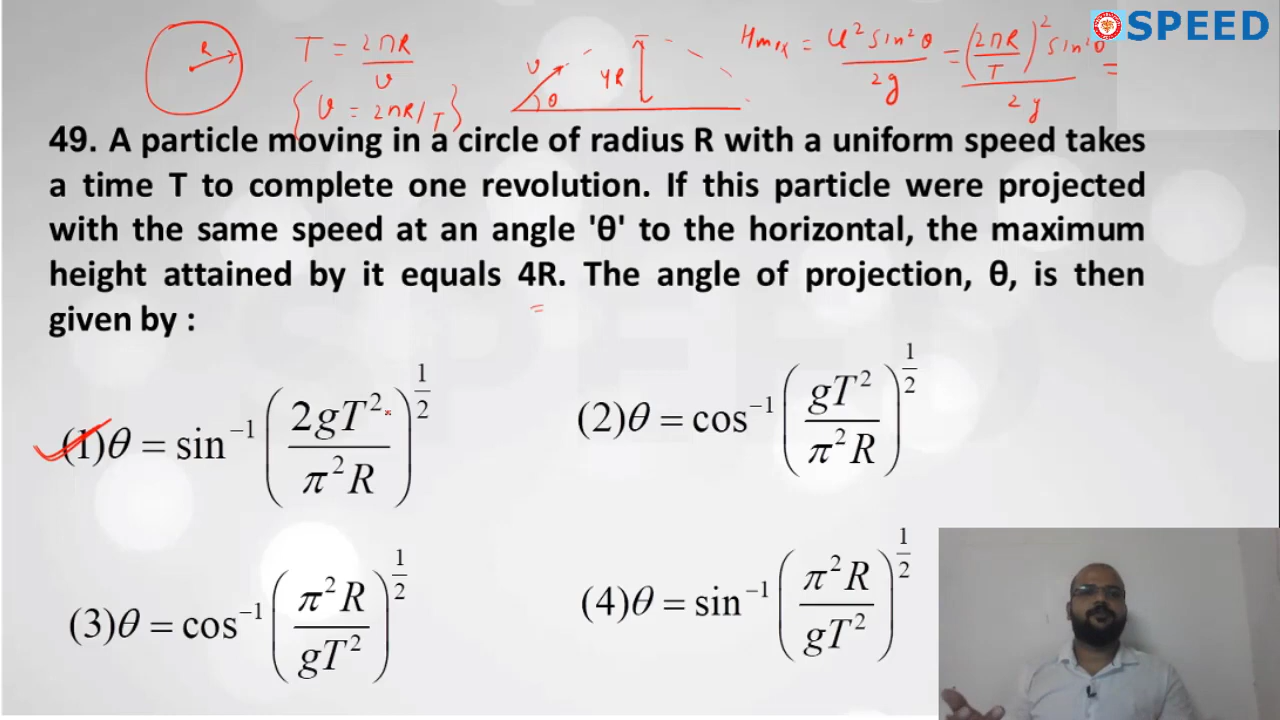 SPEED
R
T = 2πR / v
{ v = 2πR/T }
v
θ
4R
Hmax = u² sin²θ / 2g = (2πR / T)² sin²θ / 2g =
49. A particle moving in a circle of radius R with a uniform speed takes
a time T to complete one revolution. If this particle were projected
with the same speed at an angle 'θ' to the horizontal, the maximum
height attained by it equals 4R. The angle of projection, θ, is then
given by :
(1)θ = sin⁻¹ (2gT² / π²R)^(1/2)
(2)θ = cos⁻¹ (gT² / π²R)^(1/2)
(3)θ = cos⁻¹ (π²R / gT²)^(1/2)
(4)θ = sin⁻¹ (π²R / gT²)^(1/2)